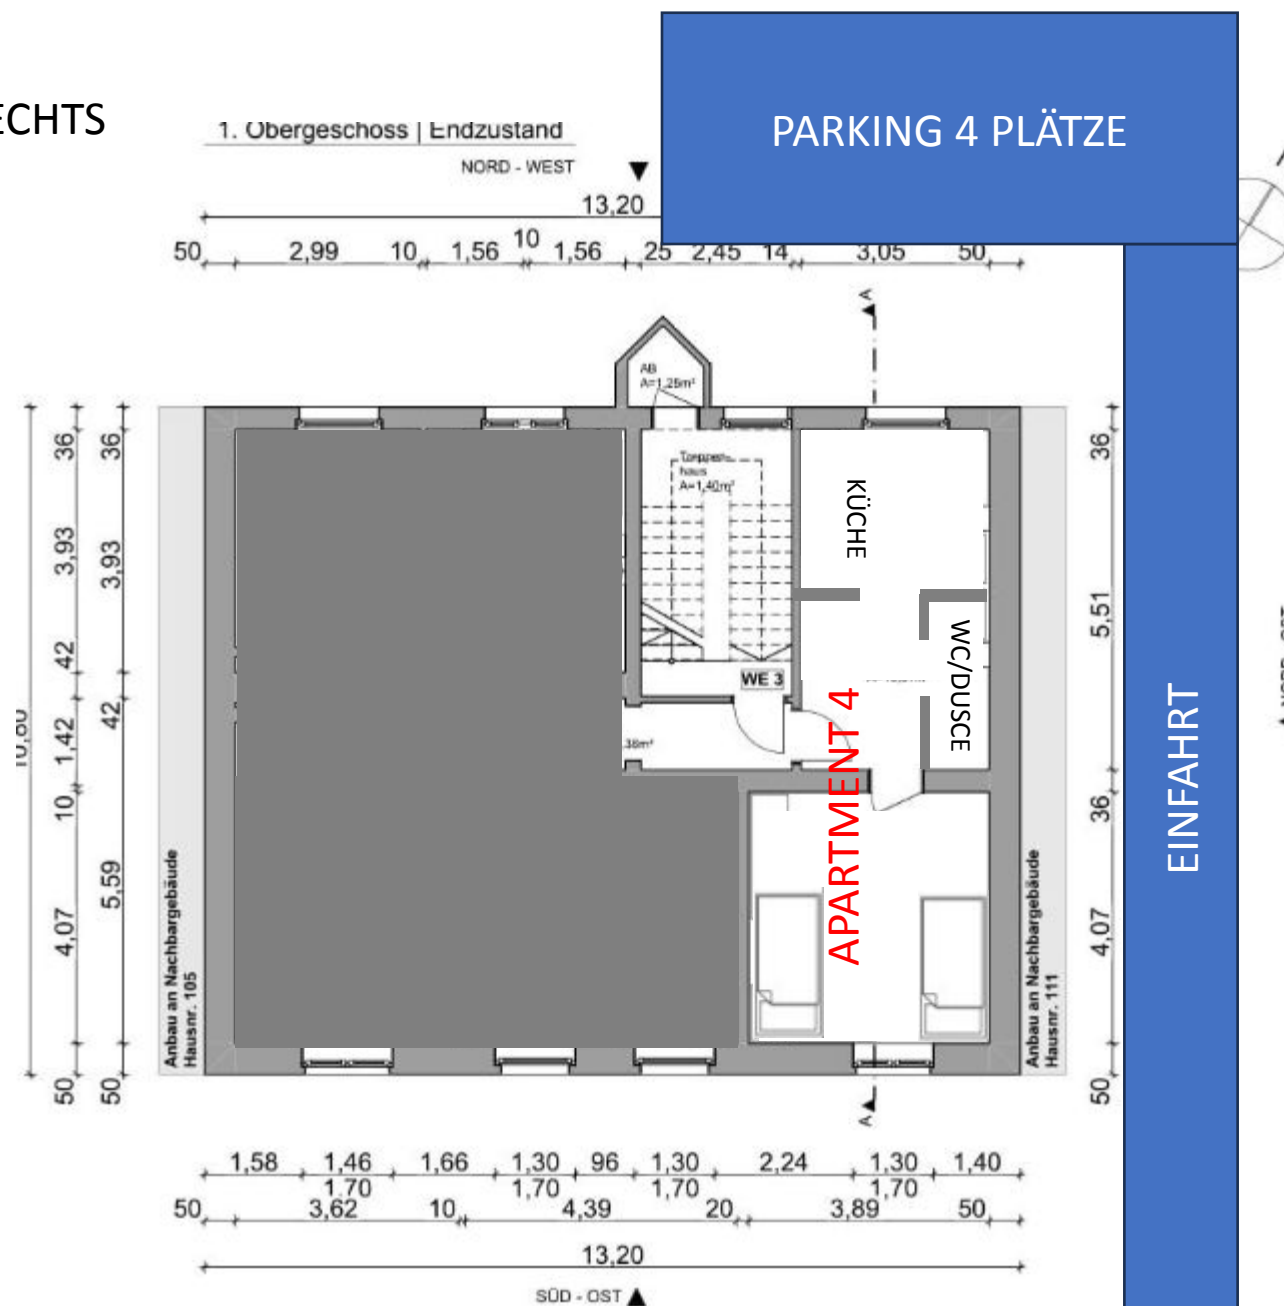 ECHTS
1. Obergeschoss | Endzustand
NORD - WEST
PARKING 4 PLÄTZE
13,20
50 2,99 10 1,56 10 1,56 25 2,45 14 3,05 50
A
AB
A=1,25m²
Treppen-
haus
A=1,40m²
KÜCHE
WC/DUSCE
WE 3
APARTMENT 4
EINFAHRT
36 3,93 42 1,42 10 4,07 50
36 3,93 42 5,59 50
10,80
36 5,51 36 4,07 50
Anbau an Nachbargebäude
Hausnr. 105
Anbau an Nachbargebäude
Hausnr. 111
A
1,58 1,46 1,66 1,30 96 1,30 2,24 1,30 1,40
1,70 1,70 1,70 1,70
50 3,62 10 4,39 20 3,89 50
13,20
SÜD - OST